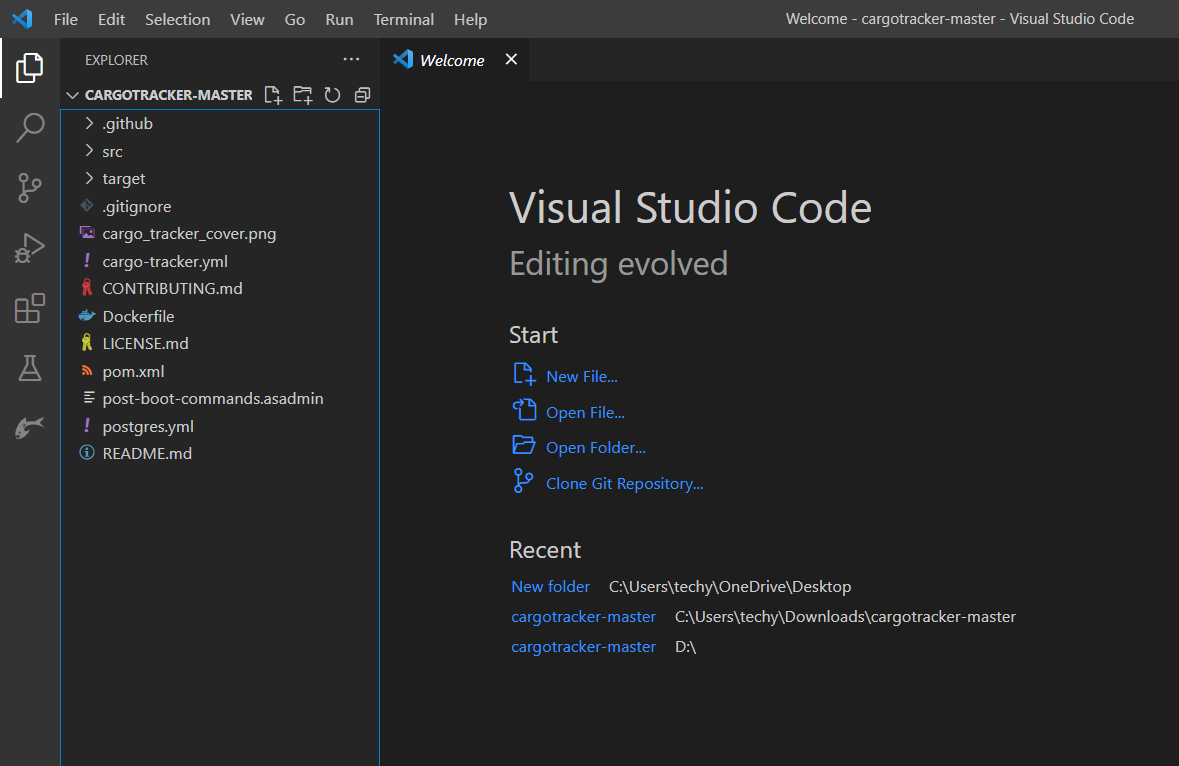 File Edit Selection View Go Run Terminal Help
Welcome - cargotracker-master - Visual Studio Code
EXPLORER
CARGOTRACKER-MASTER
.github
src
target
.gitignore
cargo_tracker_cover.png
cargo-tracker.yml
CONTRIBUTING.md
Dockerfile
LICENSE.md
pom.xml
post-boot-commands.asadmin
postgres.yml
README.md
Welcome
Visual Studio Code
Editing evolved
Start
New File...
Open File...
Open Folder...
Clone Git Repository...
Recent
New folder C:\Users\techy\OneDrive\Desktop
cargotracker-master C:\Users\techy\Downloads\cargotracker-master
cargotracker-master D:\